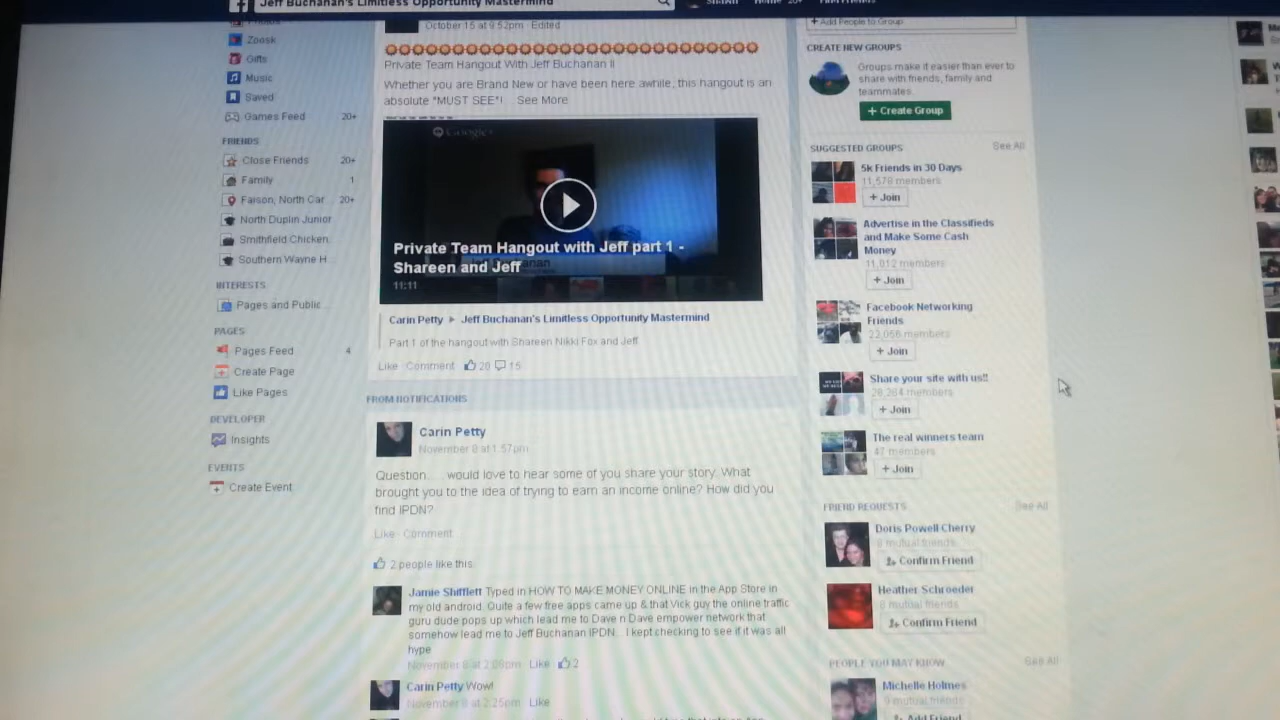 Jeff Buchanan's Limitless Opportunity Mastermind
Home 20+
Find Friends
Zoosk
Gifts
Music
Saved
Games Feed 20+
FRIENDS
Close Friends 20+
Family 1
Faison, North Car... 20+
North Duplin Junior
Smithfield Chicken
Southern Wayne H...
INTERESTS
Pages and Public...
PAGES
Pages Feed 4
Create Page
Like Pages
DEVELOPER
Insights
EVENTS
Create Event
October 15 at 9:52pm · Edited
Private Team Hangout With Jeff Buchanan II
Whether you are Brand New or have been here awhile, this hangout is an
absolute "MUST SEE"!... See More
Google+
Private Team Hangout with Jeff part 1 -
Shareen and Jeff
11:11
Carin Petty ▶ Jeff Buchanan's Limitless Opportunity Mastermind
Part 1 of the hangout with Shareen Nikki Fox and Jeff
Like · Comment 20 15
FROM NOTIFICATIONS
Carin Petty
November 8 at 1:57pm
Question.... would love to hear some of you share your story. What
brought you to the idea of trying to earn an income online? How did you
find IPDN?
Like · Comment
2 people like this.
Jamie Shifflett Typed in HOW TO MAKE MONEY ONLINE in the App Store in
my old android. Quite a few free apps came up & that Vick guy the online traffic
guru dude pops up which lead me to Dave n Dave empower network that
somehow lead me to Jeff Buchanan IPDN... I kept checking to see if it was all
hype
November 8 at 2:06pm · Like · 2
Carin Petty Wow!
November 8 at 2:25pm · Like
+ Add People to Group
CREATE NEW GROUPS
Groups make it easier than ever to
share with friends, family and
teammates.
+ Create Group
SUGGESTED GROUPS See All
5k Friends in 30 Days
11,578 members
+ Join
Advertise in the Classifieds
and Make Some Cash
Money
11,012 members
+ Join
Facebook Networking
Friends
22,056 members
+ Join
Share your site with us!!
28,264 members
+ Join
The real winners team
47 members
+ Join
FRIEND REQUESTS See All
Doris Powell Cherry
mutual friends
Confirm Friend
Heather Schroeder
mutual friends
Confirm Friend
PEOPLE YOU MAY KNOW See All
Michelle Holmes
9 mutual friends
Add Friend